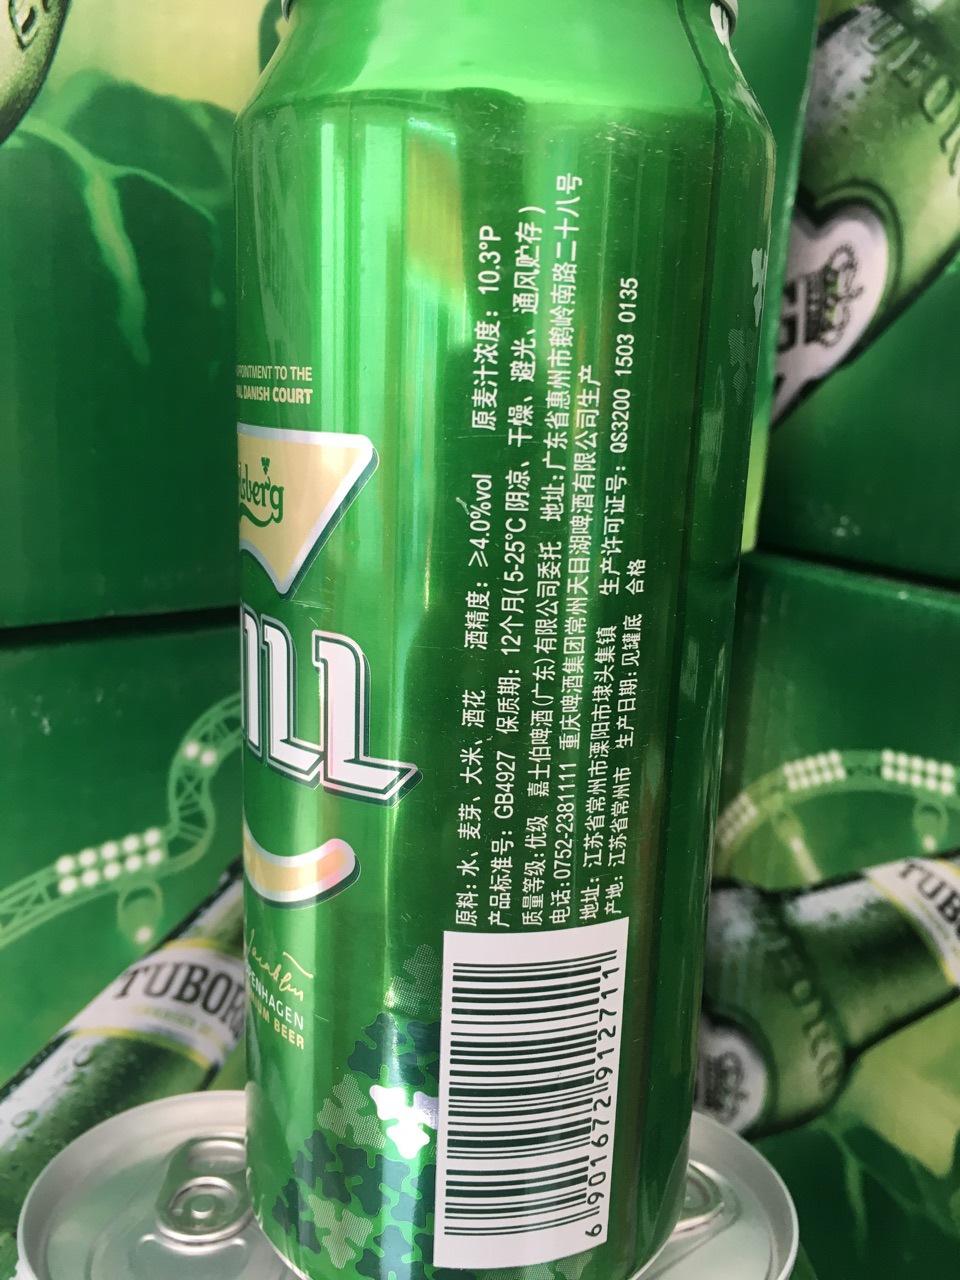 APPOINTMENT TO THE
DANISH COURT
ILL
COPENHAGEN
BEER
原料: 水、麦芽、大米、酒花 酒精度: ≥4.0%vol 原麦汁浓度: 10.3°P
产品标准号: GB4927 保质期: 12个月( 5-25°C 阴凉、干燥、避光、通风贮存 )
质量等级:优级 嘉士伯啤酒(广东)有限公司委托 地址:广东省惠州市鹅岭南路二十八号
电话:0752-2381111 重庆啤酒集团常州天目湖啤酒有限公司生产
地址: 江苏省常州市溧阳市埭头集镇 生产许可证号: QS3200 1503 0135
产地: 江苏省常州市 生产日期:见罐底 合格
6 901672 912711
TUBOR
TUBO